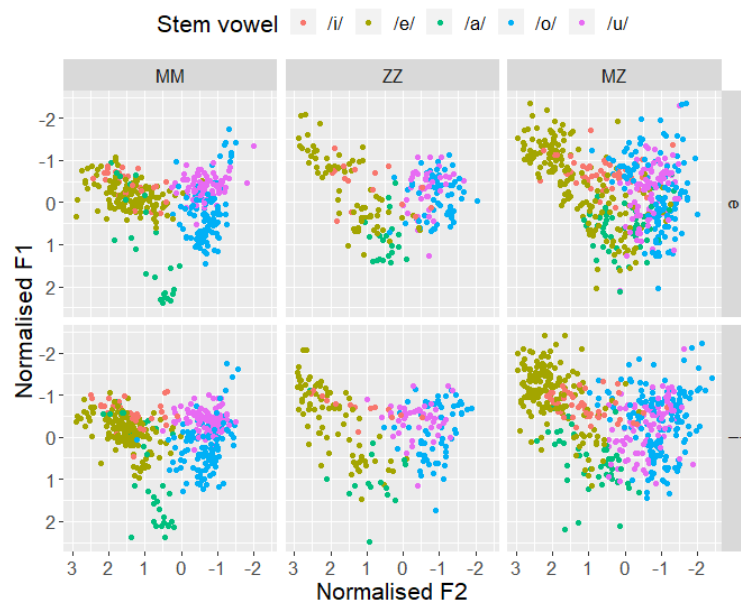 Stem vowel /i/ /e/ /a/ /o/ /u/
MM ZZ MZ
-2
-1
0
1
2
e
-2
-1
0
1
2
i
Normalised F1
3 2 1 0 -1 -2 3 2 1 0 -1 -2 3 2 1 0 -1 -2
Normalised F2